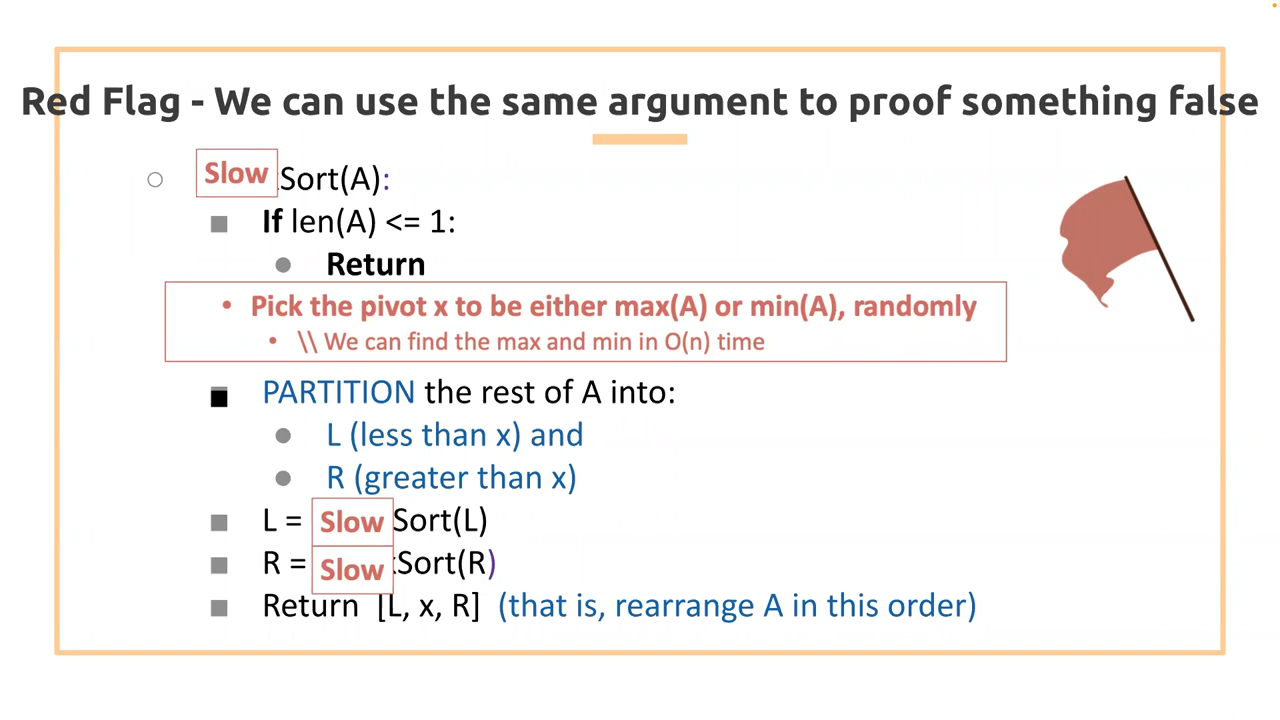 Red Flag - We can use the same argument to proof something false
Slow Sort(A):
If len(A) <= 1:
Return
Pick the pivot x to be either max(A) or min(A), randomly
\\ We can find the max and min in O(n) time
PARTITION the rest of A into:
L (less than x) and
R (greater than x)
L = Slow Sort(L)
R = Slow Sort(R)
Return [L, x, R] (that is, rearrange A in this order)